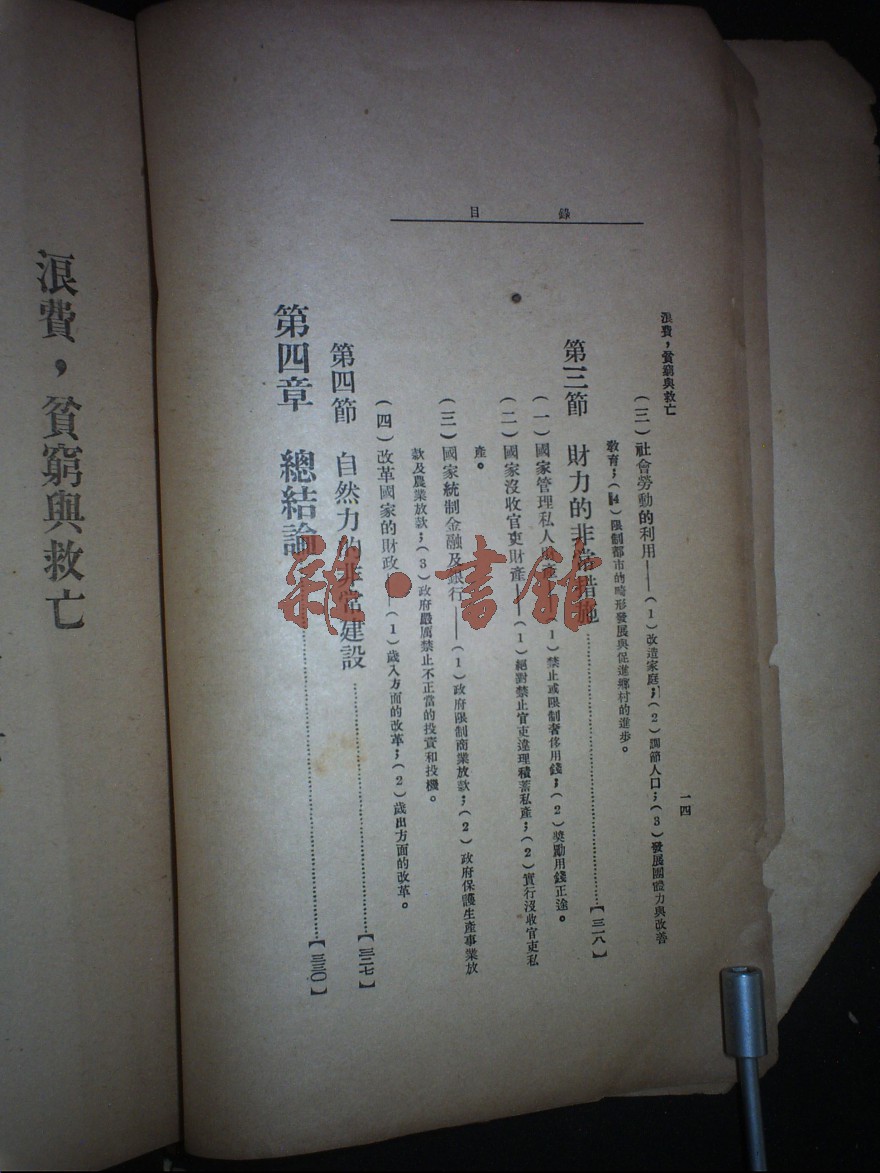 目錄
浪費，貧窮與救亡
一四
（三）社會勞動的利用——（1）改造家庭；（2）調節人口；（3）發展團體力與改善
教育；（4）限制都市的畸形發展與促進鄉村的進步。
第三節　財力的非常措施……【三一八】
（一）國家管理私人財產——（1）禁止或限制奢侈用錢；（2）獎勵用錢正途。
（二）國家沒收官吏財產——（1）絕對禁止官吏違理積蓄私產；（2）實行沒收官吏私
產。
（三）國家統制金融及銀行——（1）政府限制商業放款；（2）政府保護生產事業放
款及農業放款；（3）政府嚴厲禁止不正當的投資和投機。
（四）改革國家的財政——（1）歲入方面的改革；（2）歲出方面的改革。
第四節　自然力的非常建設……【三二七】
第四章　總結論……【三三〇】
浪費，貧窮與救亡
雜·書館